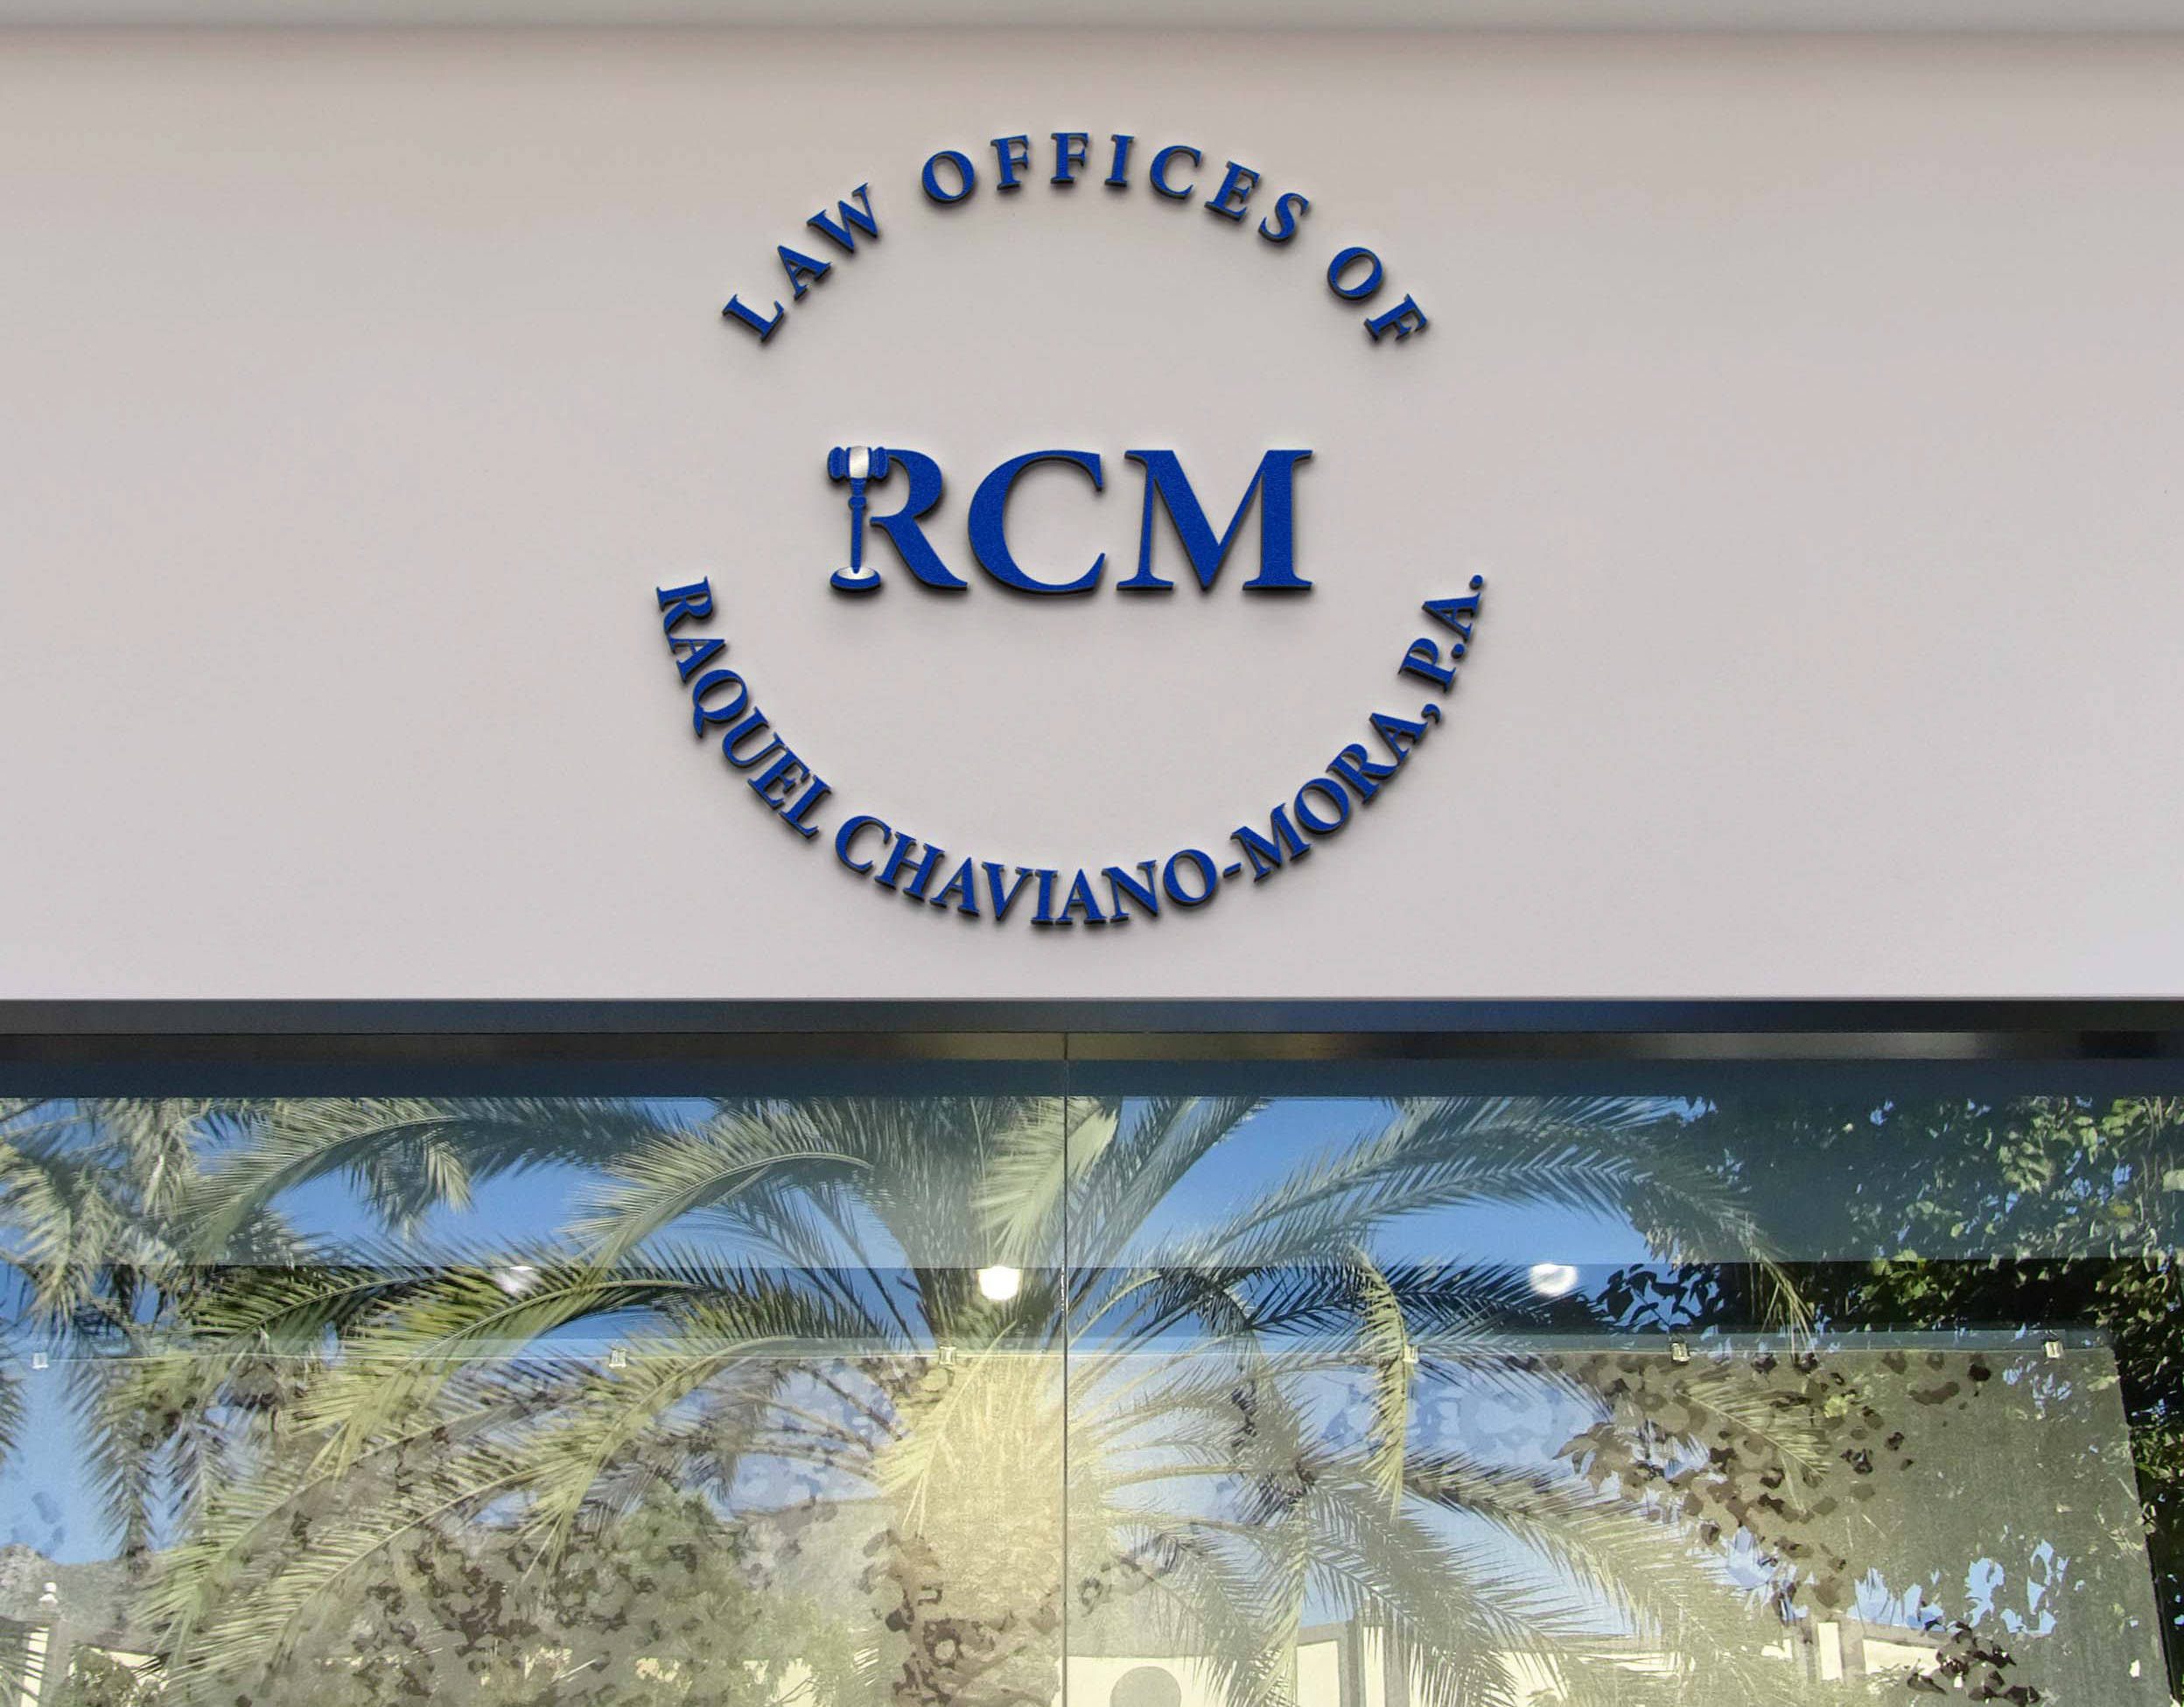 LAW OFFICES OF
RCM
RAQUEL CHAVIANO-MORA, P.A.